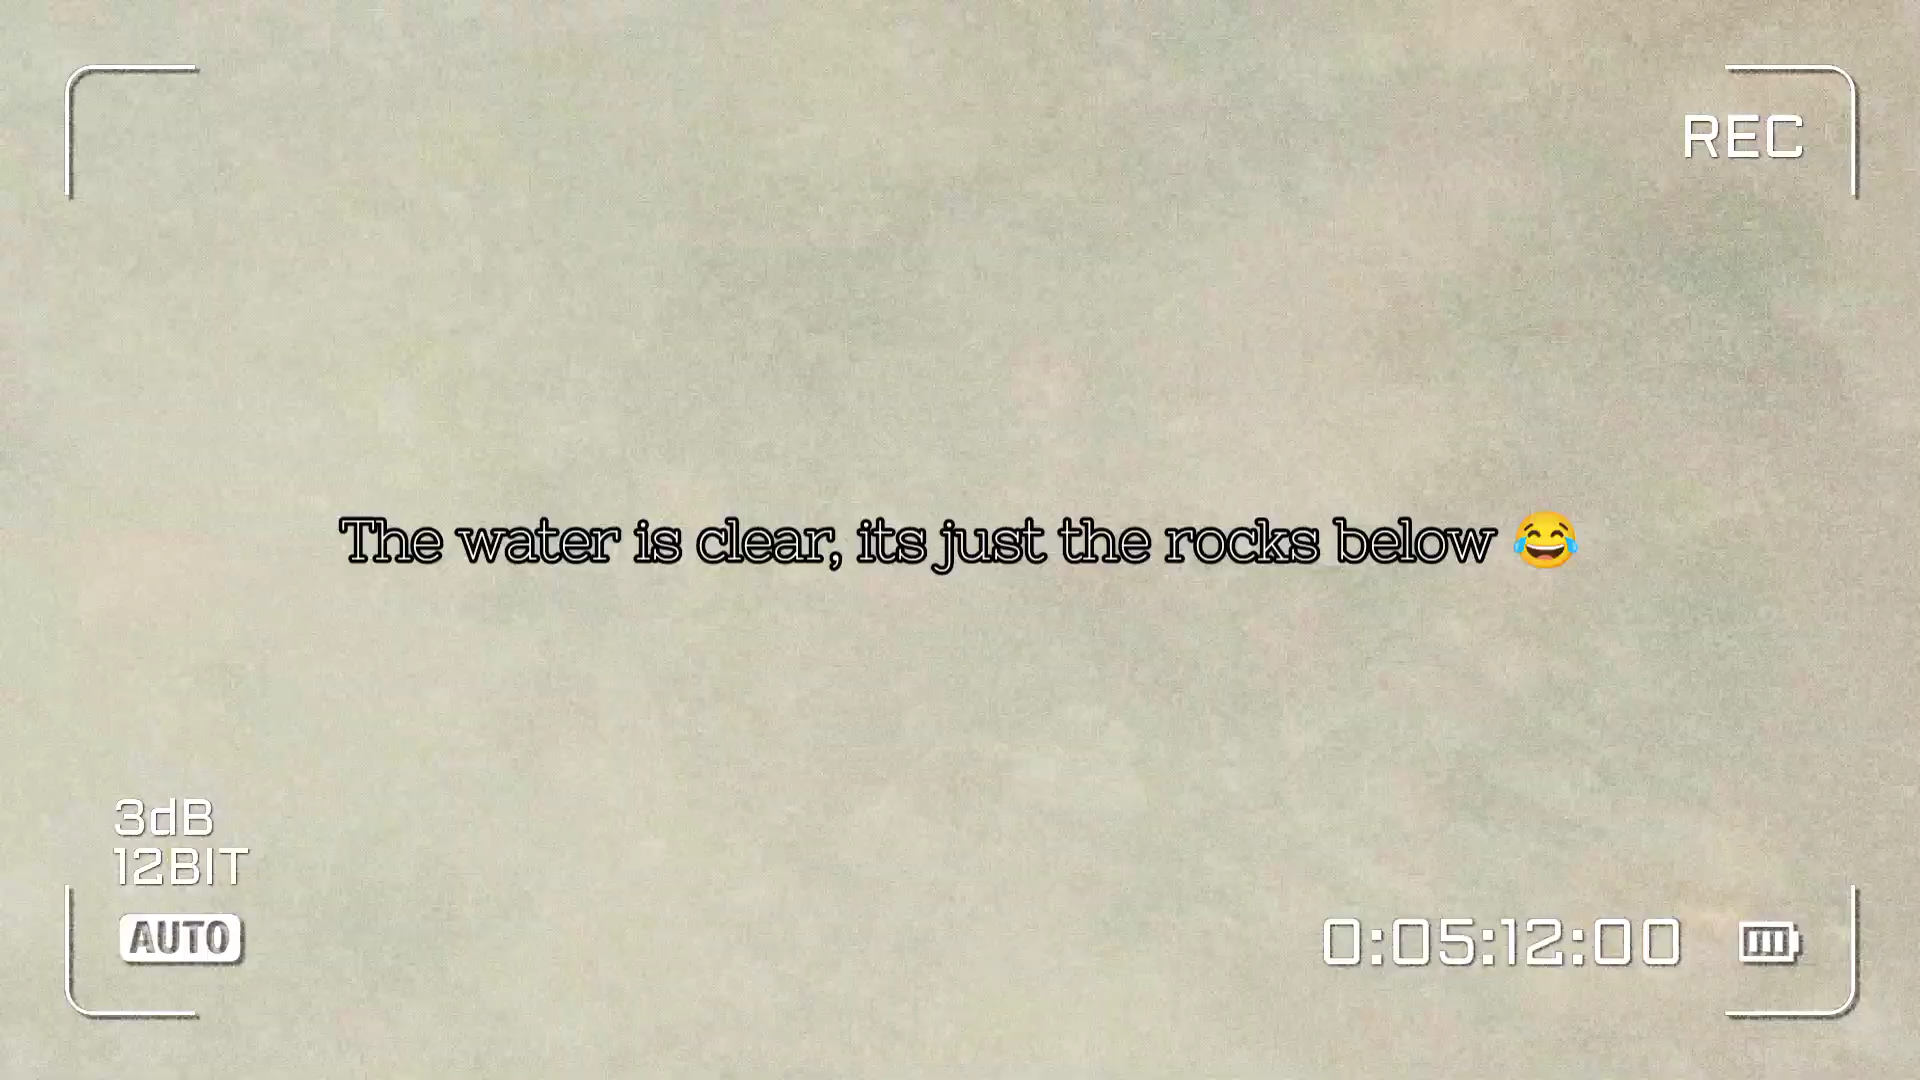 REC
The water is clear, its just the rocks below 😂
3dB
12BIT
AUTO
0:05:12:00